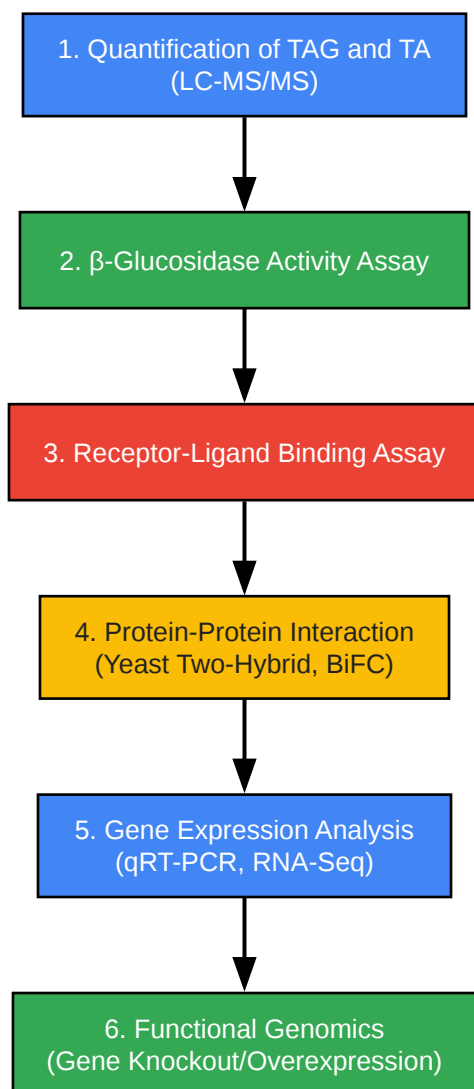 1. Quantification of TAG and TA
(LC-MS/MS)
2. β-Glucosidase Activity Assay
3. Receptor-Ligand Binding Assay
4. Protein-Protein Interaction
(Yeast Two-Hybrid, BiFC)
5. Gene Expression Analysis
(qRT-PCR, RNA-Seq)
6. Functional Genomics
(Gene Knockout/Overexpression)